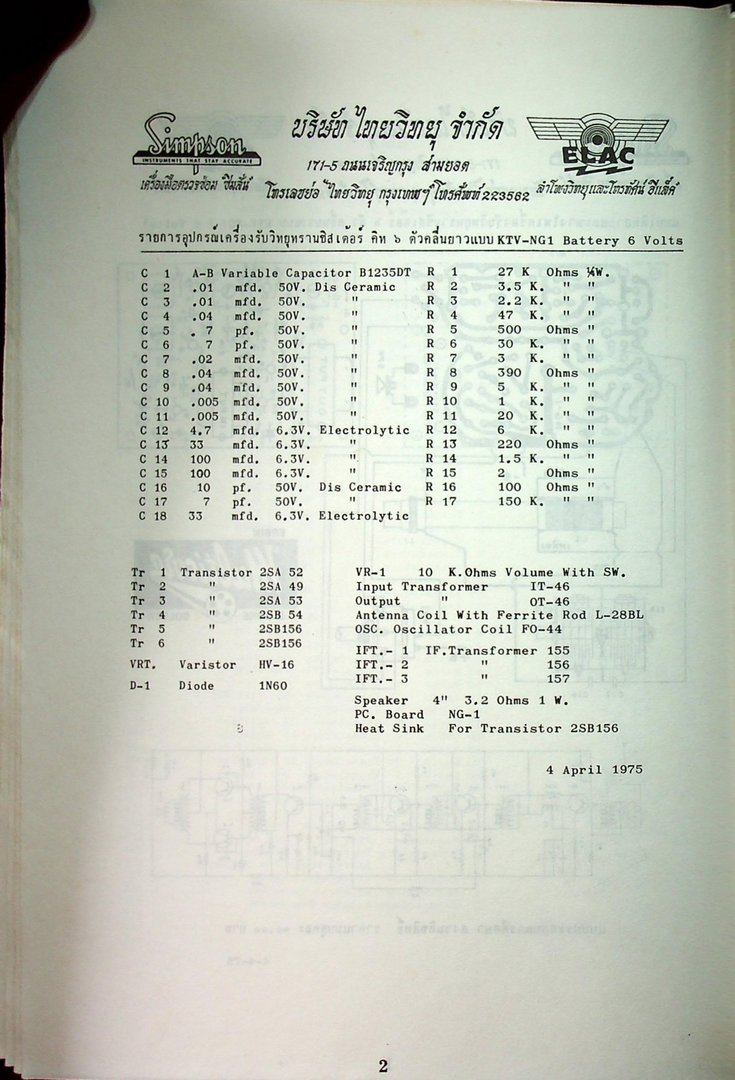 Simpson
INSTRUMENTS THAT STAY ACCURATE
เครื่องมือตรวจซ่อม ซิมสัน
บริษัท ไทยวิทยุ จำกัด
๖๖๑-5 ถนนเจริญกรุง สามยอด
โทรเลขย่อ "ไทยวิทยุ กรุงเทพฯ" โทรศัพท์ 223562
ELAC
ลำโพงวิทยุและโทรทัศน์ อีแล็ค
รายการอุปกรณ์เครื่องรับวิทยุทรานซิสเต้อร์ คิท ๖ ตัวคลื่นยาวแบบ KTV-NG1 Battery 6 Volts
C 1 A-B Variable Capacitor B1235DT R 1 27 K Ohms ¼W.
C 2 .01 mfd. 50V. Dis Ceramic R 2 3.5 K. " "
C 3 .01 mfd. 50V. " R 3 2.2 K. " "
C 4 .04 mfd. 50V. " R 4 47 K. " "
C 5 . 7 pf. 50V. " R 5 500 Ohms "
C 6 7 pf. 50V. " R 6 30 K. " "
C 7 .02 mfd. 50V. " R 7 3 K. " "
C 8 .04 mfd. 50V. " R 8 390 Ohms "
C 9 .04 mfd. 50V. " R 9 5 K. " "
C 10 .005 mfd. 50V. " R 10 1 K. " "
C 11 .005 mfd. 50V. " R 11 20 K. " "
C 12 4.7 mfd. 6.3V. Electrolytic R 12 6 K. " "
C 13 33 mfd. 6.3V. " R 13 220 Ohms "
C 14 100 mfd. 6.3V. " R 14 1.5 K. " "
C 15 100 mfd. 6.3V. " R 15 2 Ohms "
C 16 10 pf. 50V. Dis Ceramic R 16 100 Ohms "
C 17 7 pf. 50V. " R 17 150 K. " "
C 18 33 mfd. 6.3V. Electrolytic
Tr 1 Transistor 2SA 52
Tr 2 " 2SA 49
Tr 3 " 2SA 53
Tr 4 " 2SB 54
Tr 5 " 2SB156
Tr 6 " 2SB156
VRT. Varistor HV-16
D-1 Diode 1N60
VR-1 10 K.Ohms Volume With SW.
Input Transformer IT-46
Output " OT-46
Antenna Coil With Ferrite Rod L-28BL
OSC. Oscillator Coil FO-44
IFT.- 1 IF.Transformer 155
IFT.- 2 " 156
IFT.- 3 " 157
Speaker 4" 3.2 Ohms 1 W.
PC. Board NG-1
Heat Sink For Transistor 2SB156
4 April 1975
2